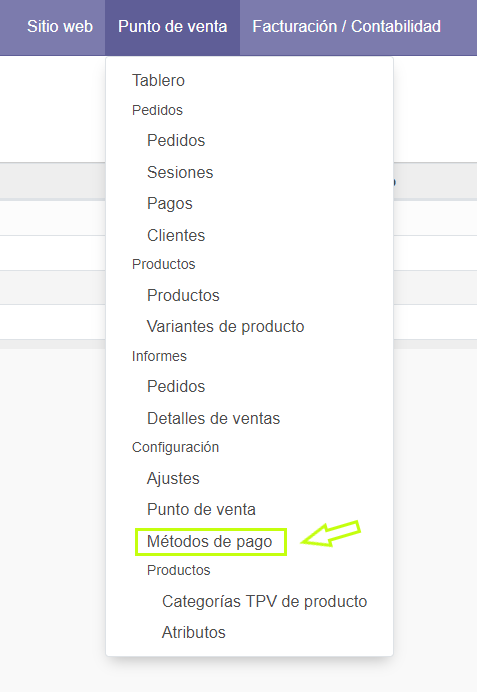 Sitio web Punto de venta Facturación / Contabilidad
Tablero
Pedidos
Pedidos
Sesiones
Pagos
Clientes
Productos
Productos
Variantes de producto
Informes
Pedidos
Detalles de ventas
Configuración
Ajustes
Punto de venta
Métodos de pago
Productos
Categorías TPV de producto
Atributos